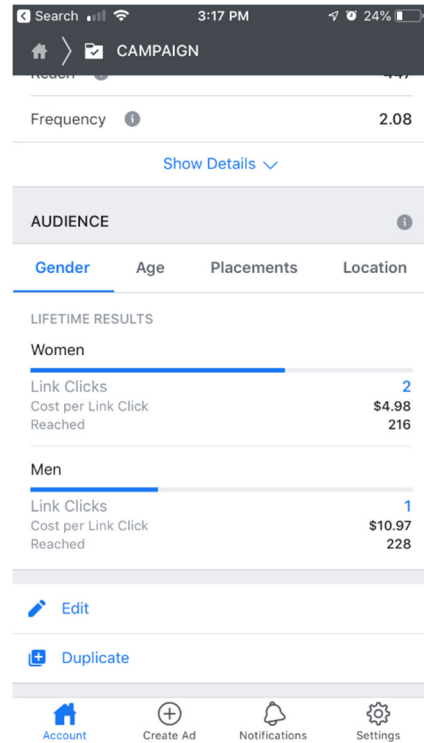 Search 3:17 PM 24%
CAMPAIGN
Reach 447
Frequency 2.08
Show Details
AUDIENCE
Gender Age Placements Location
LIFETIME RESULTS
Women
Link Clicks 2
Cost per Link Click $4.98
Reached 216
Men
Link Clicks 1
Cost per Link Click $10.97
Reached 228
Edit
Duplicate
Account Create Ad Notifications Settings